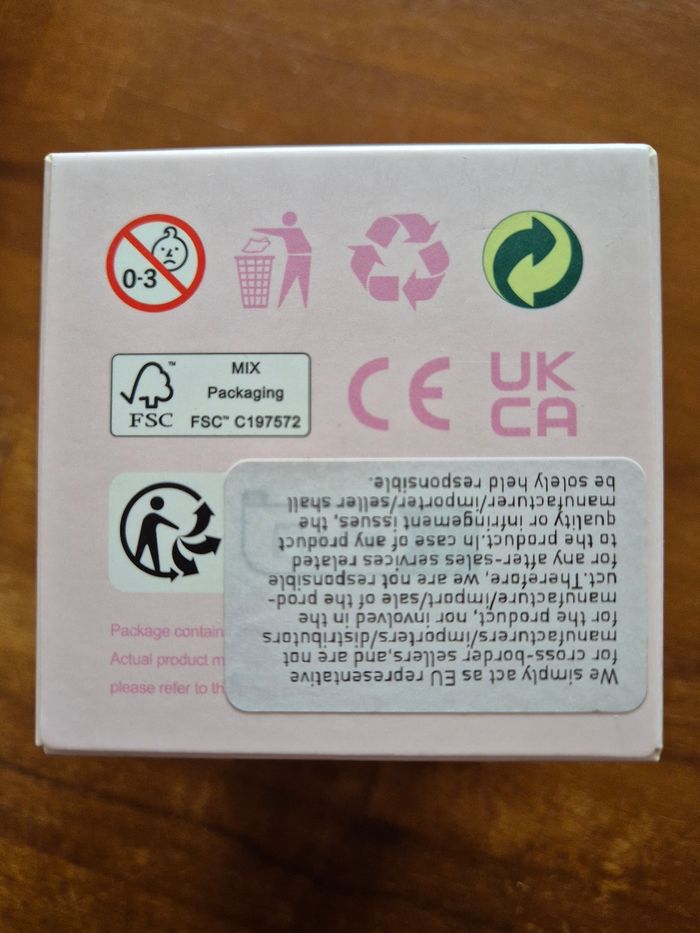 0-3
FSC™
MIX
Packaging
FSC™ C197572
CE
UK
CA
Package contain
Actual product m
please refer to th
We simply act as EU representative
for cross-border sellers,and are not
manufacturers/importers/distributors
for the product, nor involved in the
manufacture/import/sale of the prod-
uct.Therefore, we are not responsible
for any after-sales services related
to the product.In case of any product
quality or infringement issues, the
manufacturer/importer/seller shall
be solely held responsible.